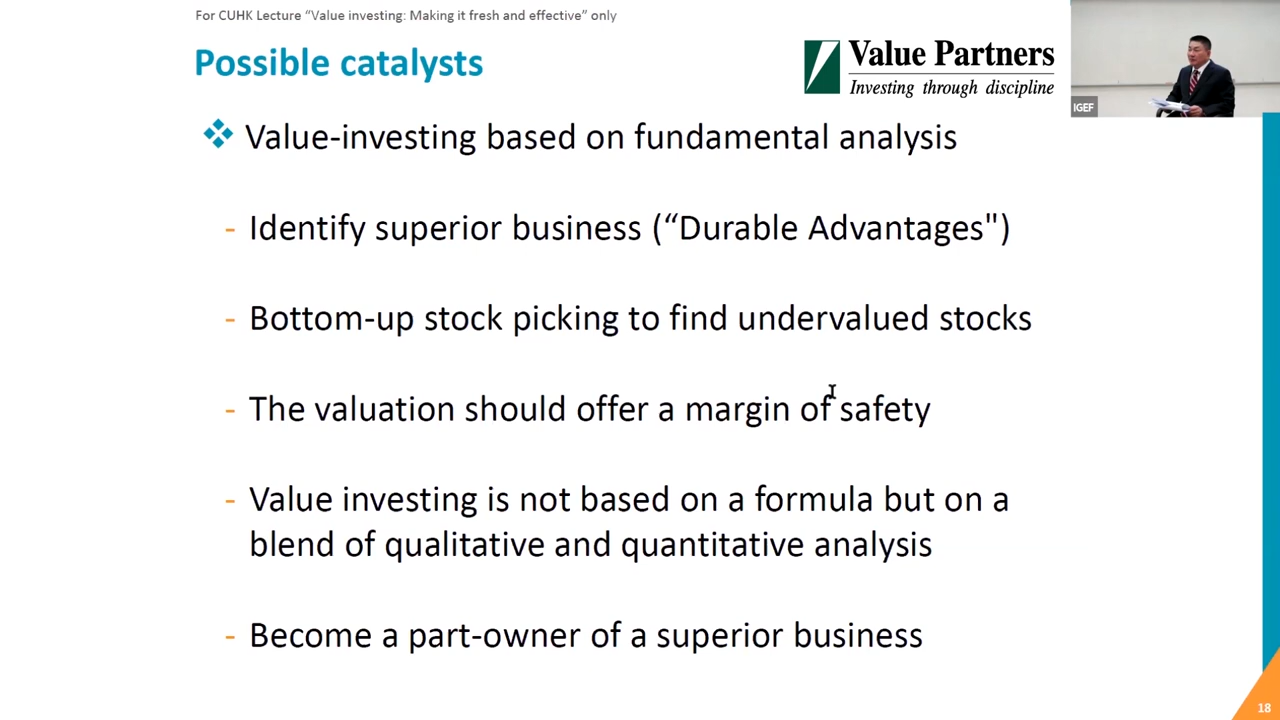 For CUHK Lecture “Value investing: Making it fresh and effective” only
Possible catalysts
Value Partners
Investing through discipline
IGEF
Value-investing based on fundamental analysis
- Identify superior business (“Durable Advantages")
- Bottom-up stock picking to find undervalued stocks
- The valuation should offer a margin of safety
- Value investing is not based on a formula but on a
blend of qualitative and quantitative analysis
- Become a part-owner of a superior business
18